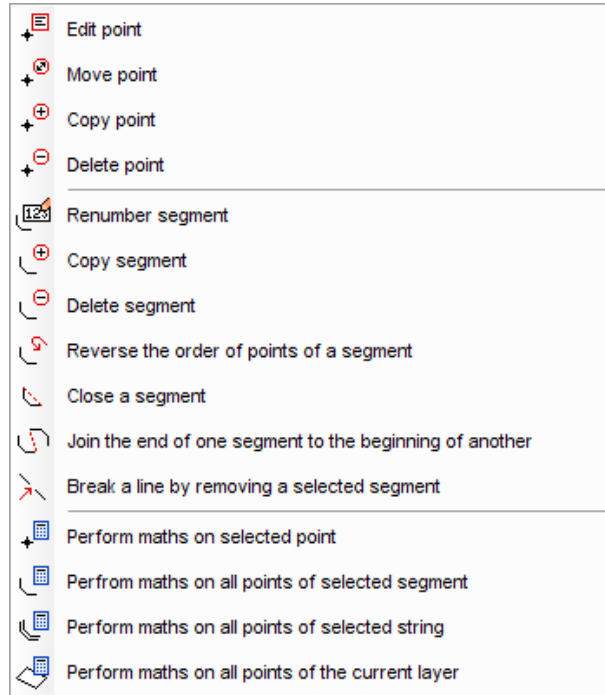 Edit point
Move point
Copy point
Delete point
123
Renumber segment
Copy segment
Delete segment
Reverse the order of points of a segment
Close a segment
Join the end of one segment to the beginning of another
Break a line by removing a selected segment
Perform maths on selected point
Perfrom maths on all points of selected segment
Perform maths on all points of selected string
Perform maths on all points of the current layer